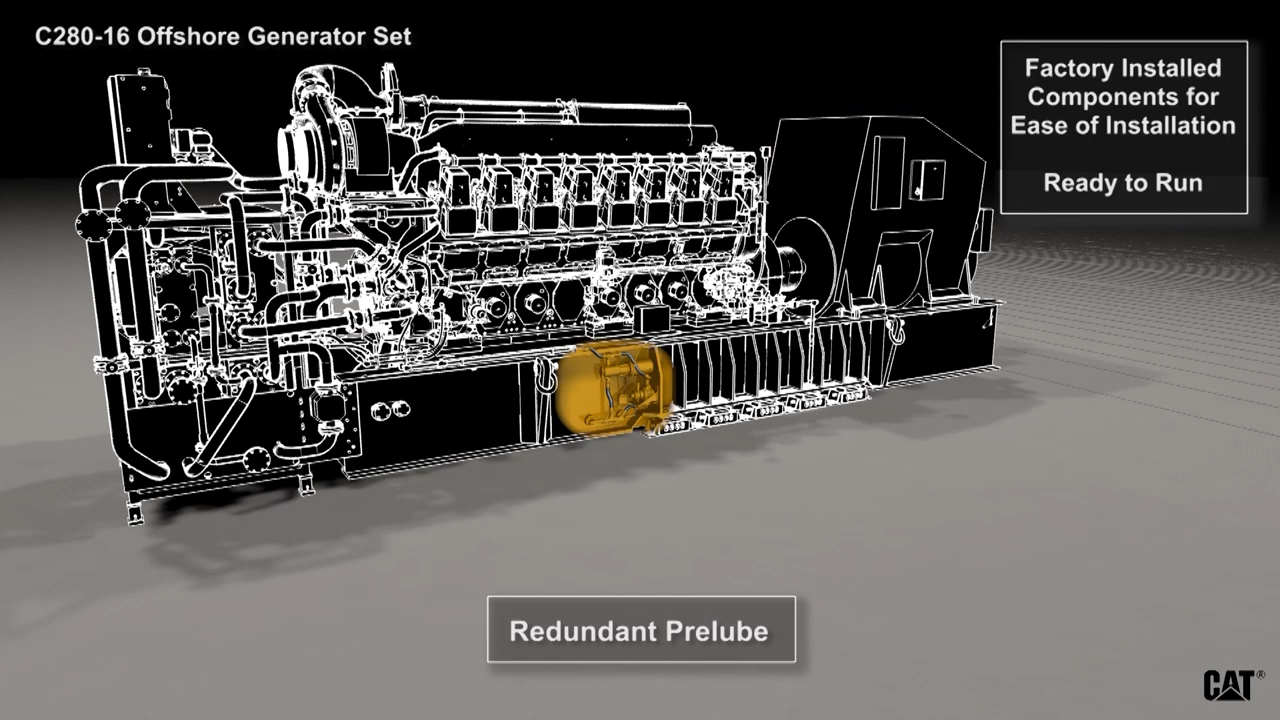 C280-16 Offshore Generator Set
Factory Installed
Components for
Ease of Installation
Ready to Run
Redundant Prelube
CAT®